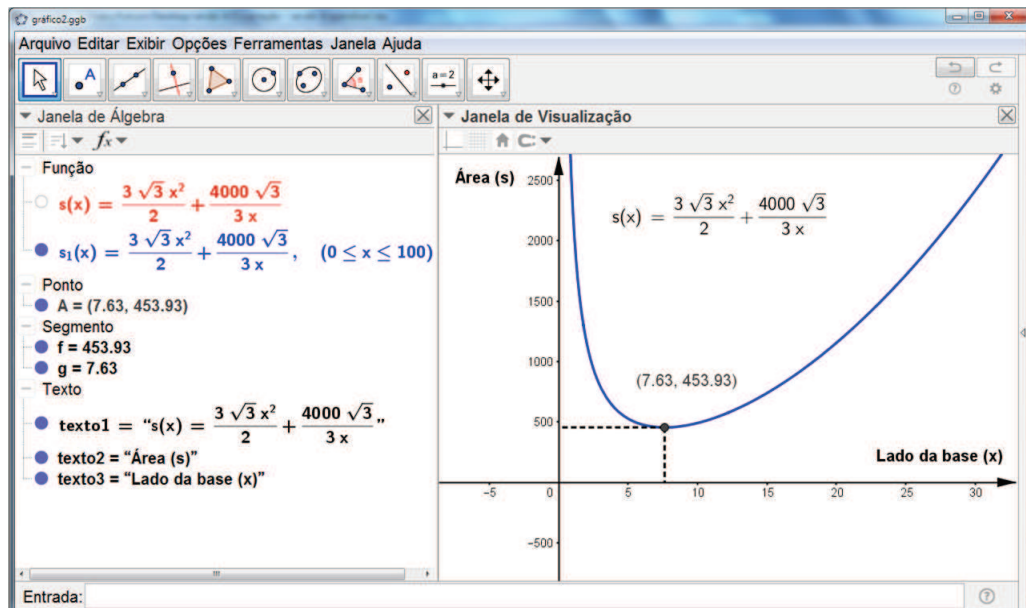 gráfico2.ggb
Arquivo Editar Exibir Opções Ferramentas Janela Ajuda
A
a=2
Janela de Álgebra
fx
Função
s(x) = 3 √3 x² / 2 + 4000 √3 / 3 x
s₁(x) = 3 √3 x² / 2 + 4000 √3 / 3 x , (0 ≤ x ≤ 100)
Ponto
A = (7.63, 453.93)
Segmento
f = 453.93
g = 7.63
Texto
texto1 = “s(x) = 3 √3 x² / 2 + 4000 √3 / 3 x”
texto2 = “Área (s)”
texto3 = “Lado da base (x)”
Janela de Visualização
Área (s)
2500
s(x) = 3 √3 x² / 2 + 4000 √3 / 3 x
2000
1500
1000
(7.63, 453.93)
500
Lado da base (x)
−5 0 5 10 15 20 25 30
−500
Entrada: